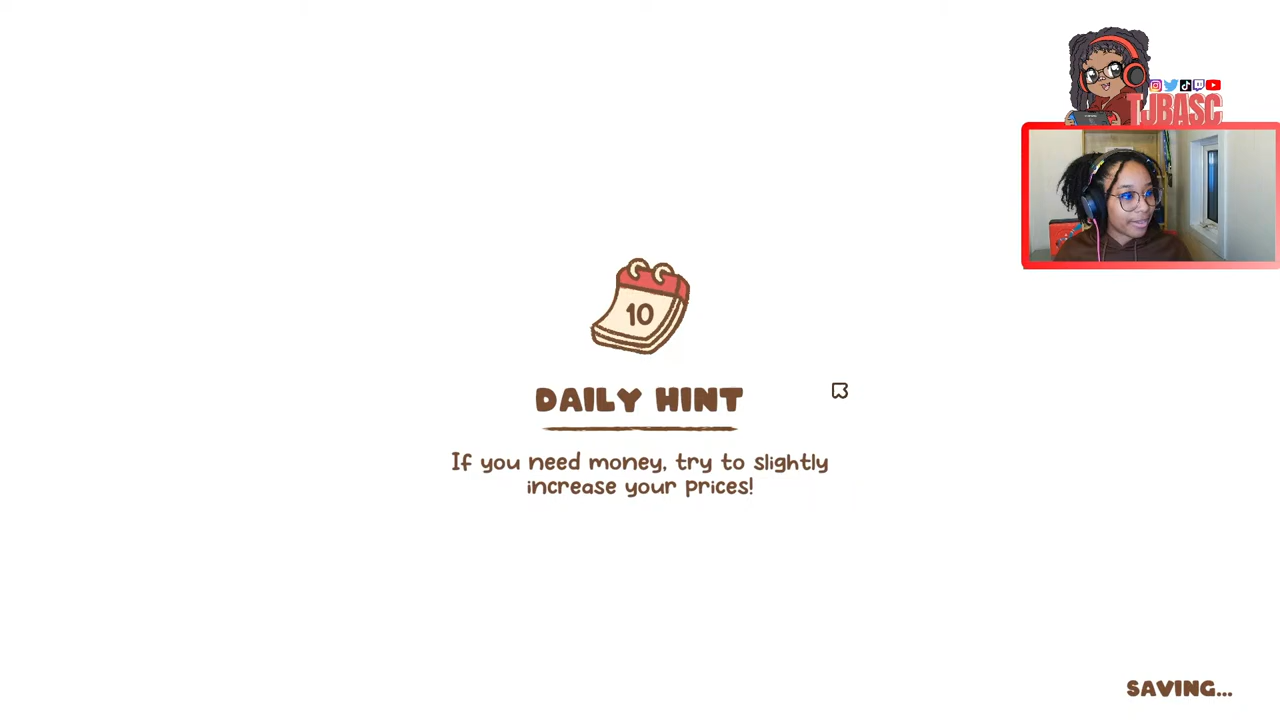 TJBASC
10
DAILY HINT
If you need money, try to slightly
increase your prices!
SAVING...